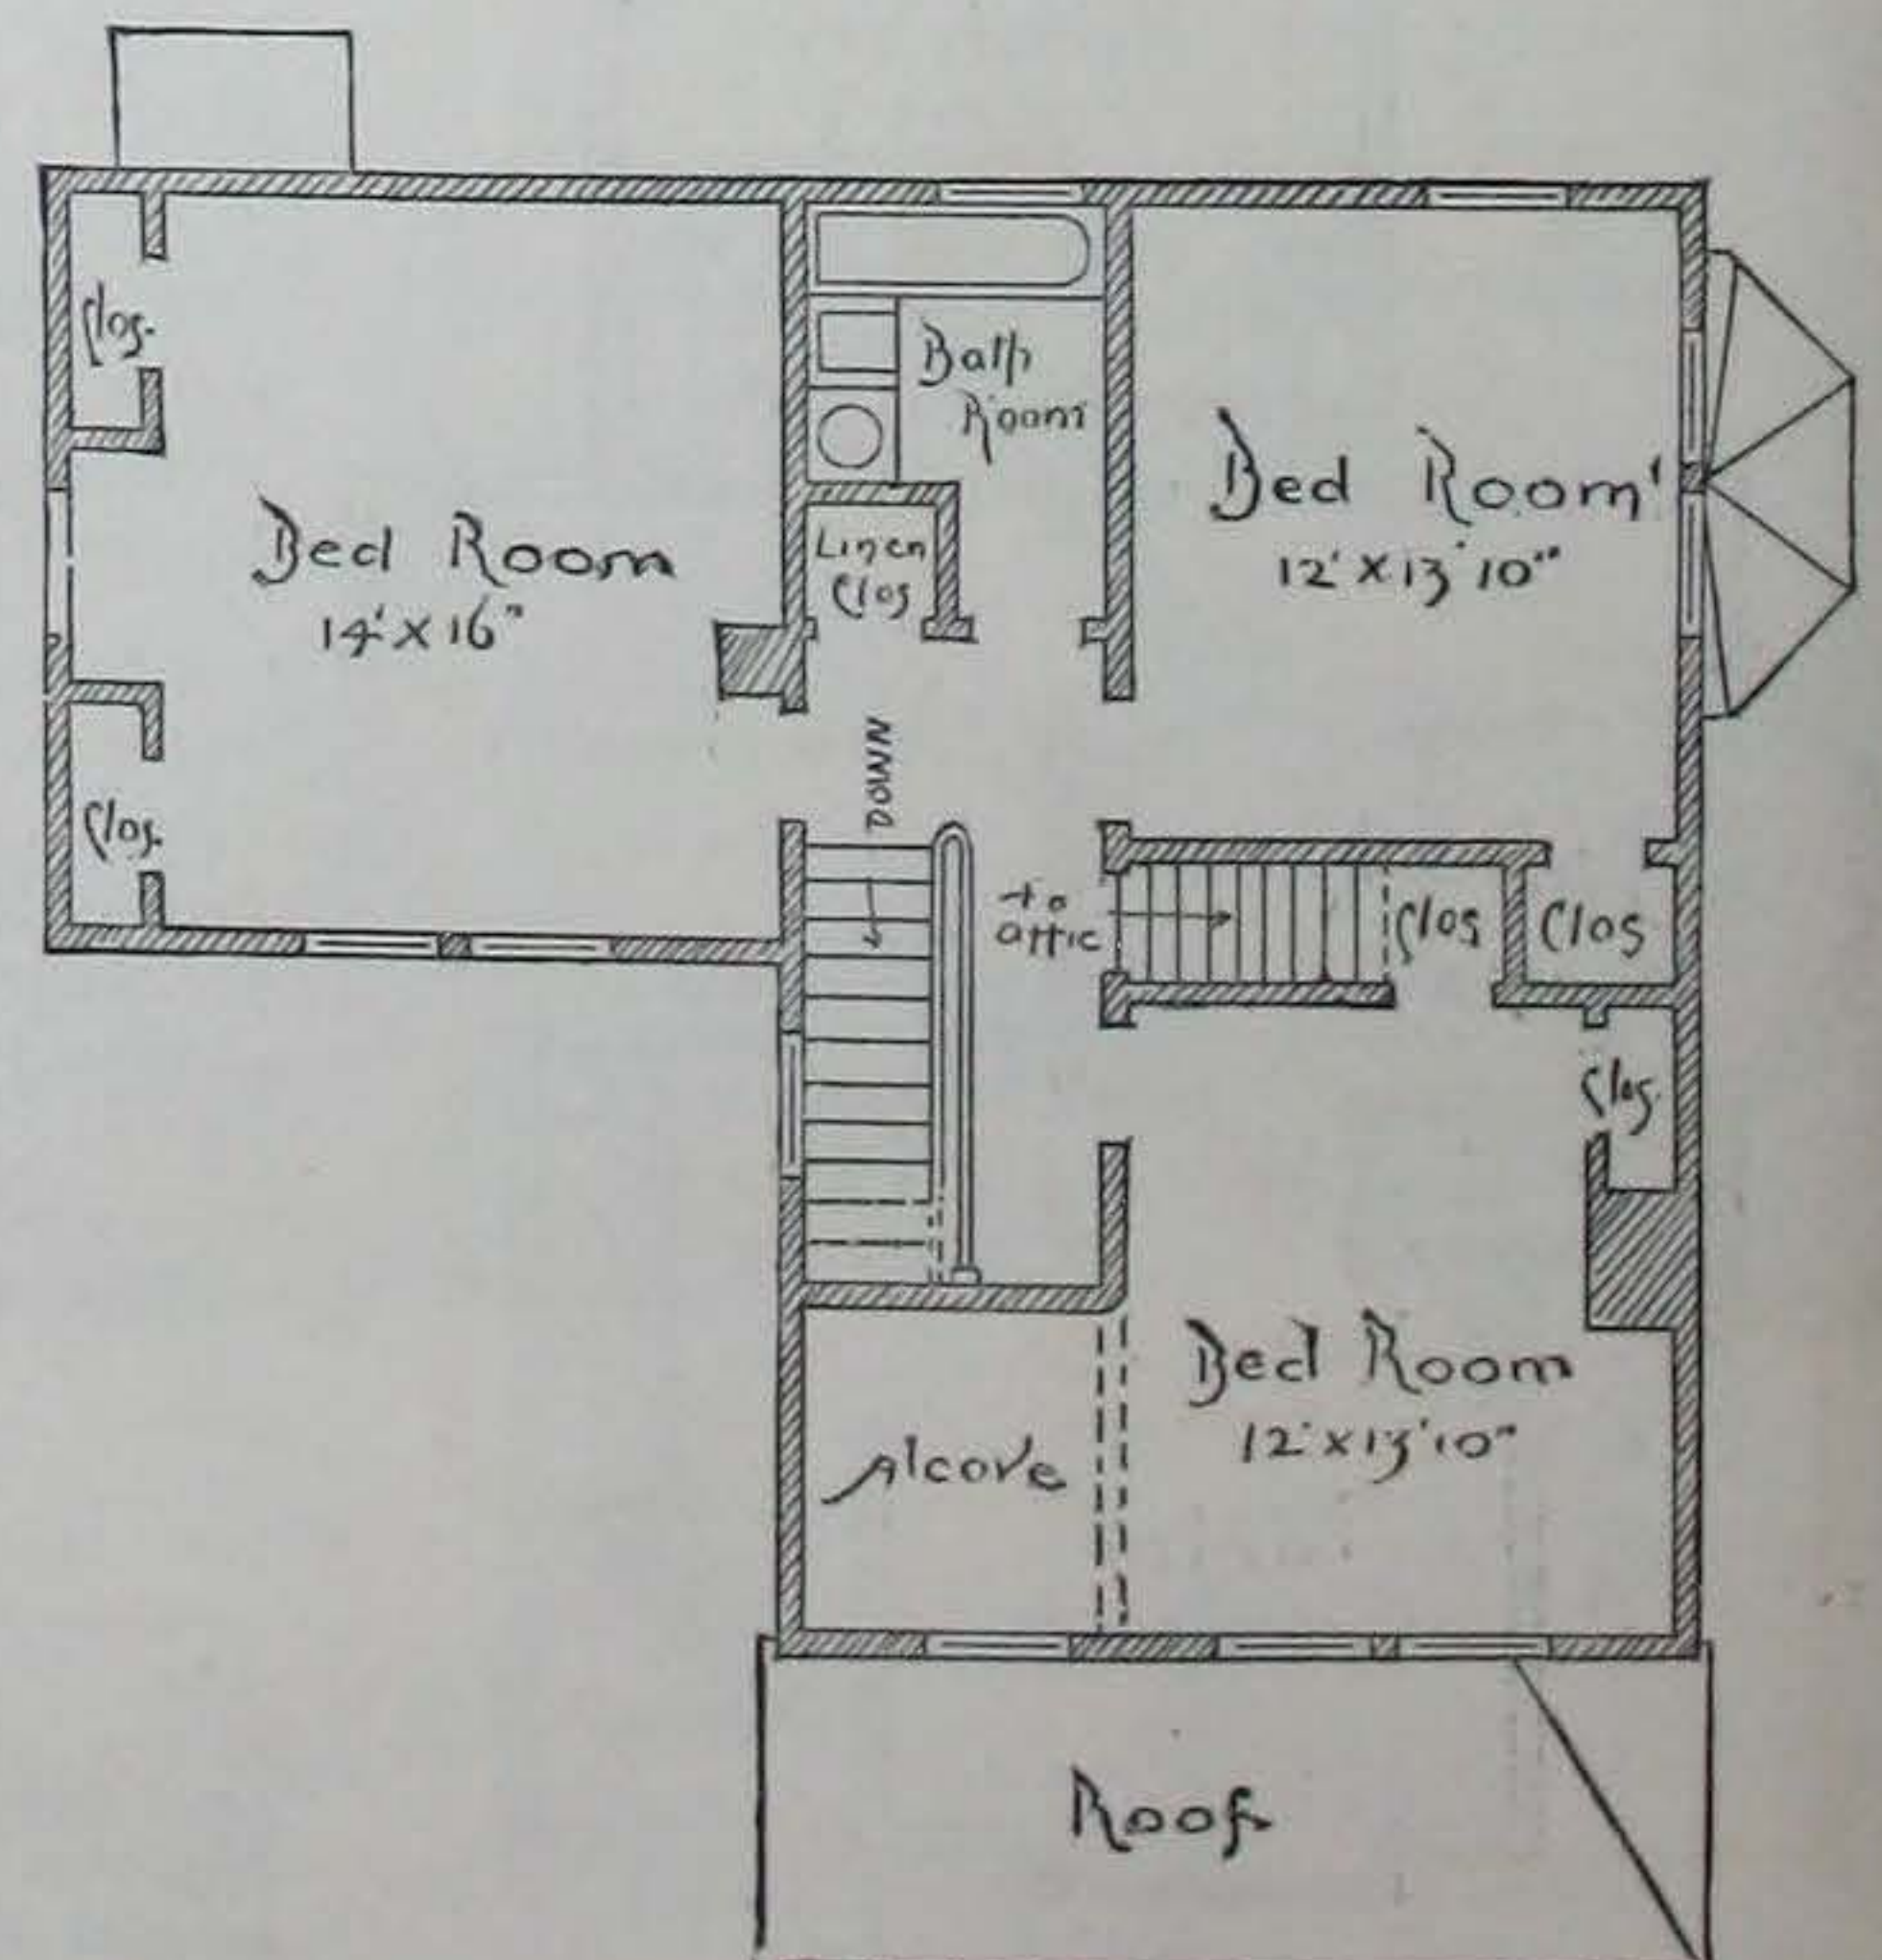 Clos.
Bath
Room
Bed Room
14' x 16"
Linen
Clos
Bed Room'
12' x 13' 10"
DOWN
Clos.
to
attic
Clos
Clos
Clos.
Bed Room
12' x 13' 10"
Alcove
Roof